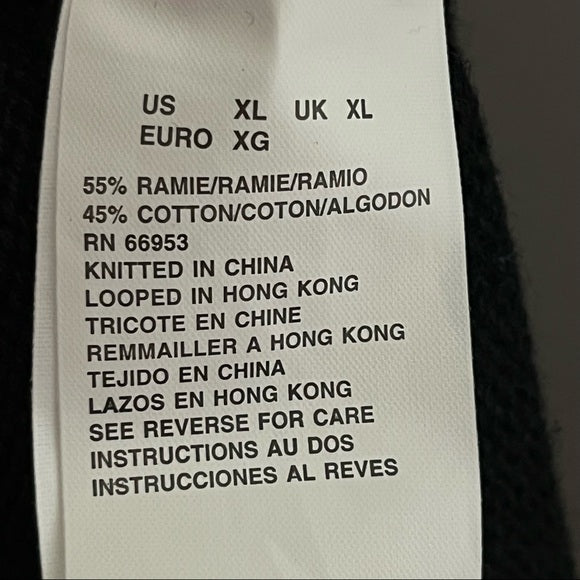 US XL UK XL
EURO XG
55% RAMIE/RAMIE/RAMIO
45% COTTON/COTON/ALGODON
RN 66953
KNITTED IN CHINA
LOOPED IN HONG KONG
TRICOTE EN CHINE
REMMAILLER A HONG KONG
TEJIDO EN CHINA
LAZOS EN HONG KONG
SEE REVERSE FOR CARE
INSTRUCTIONS AU DOS
INSTRUCCIONES AL REVES